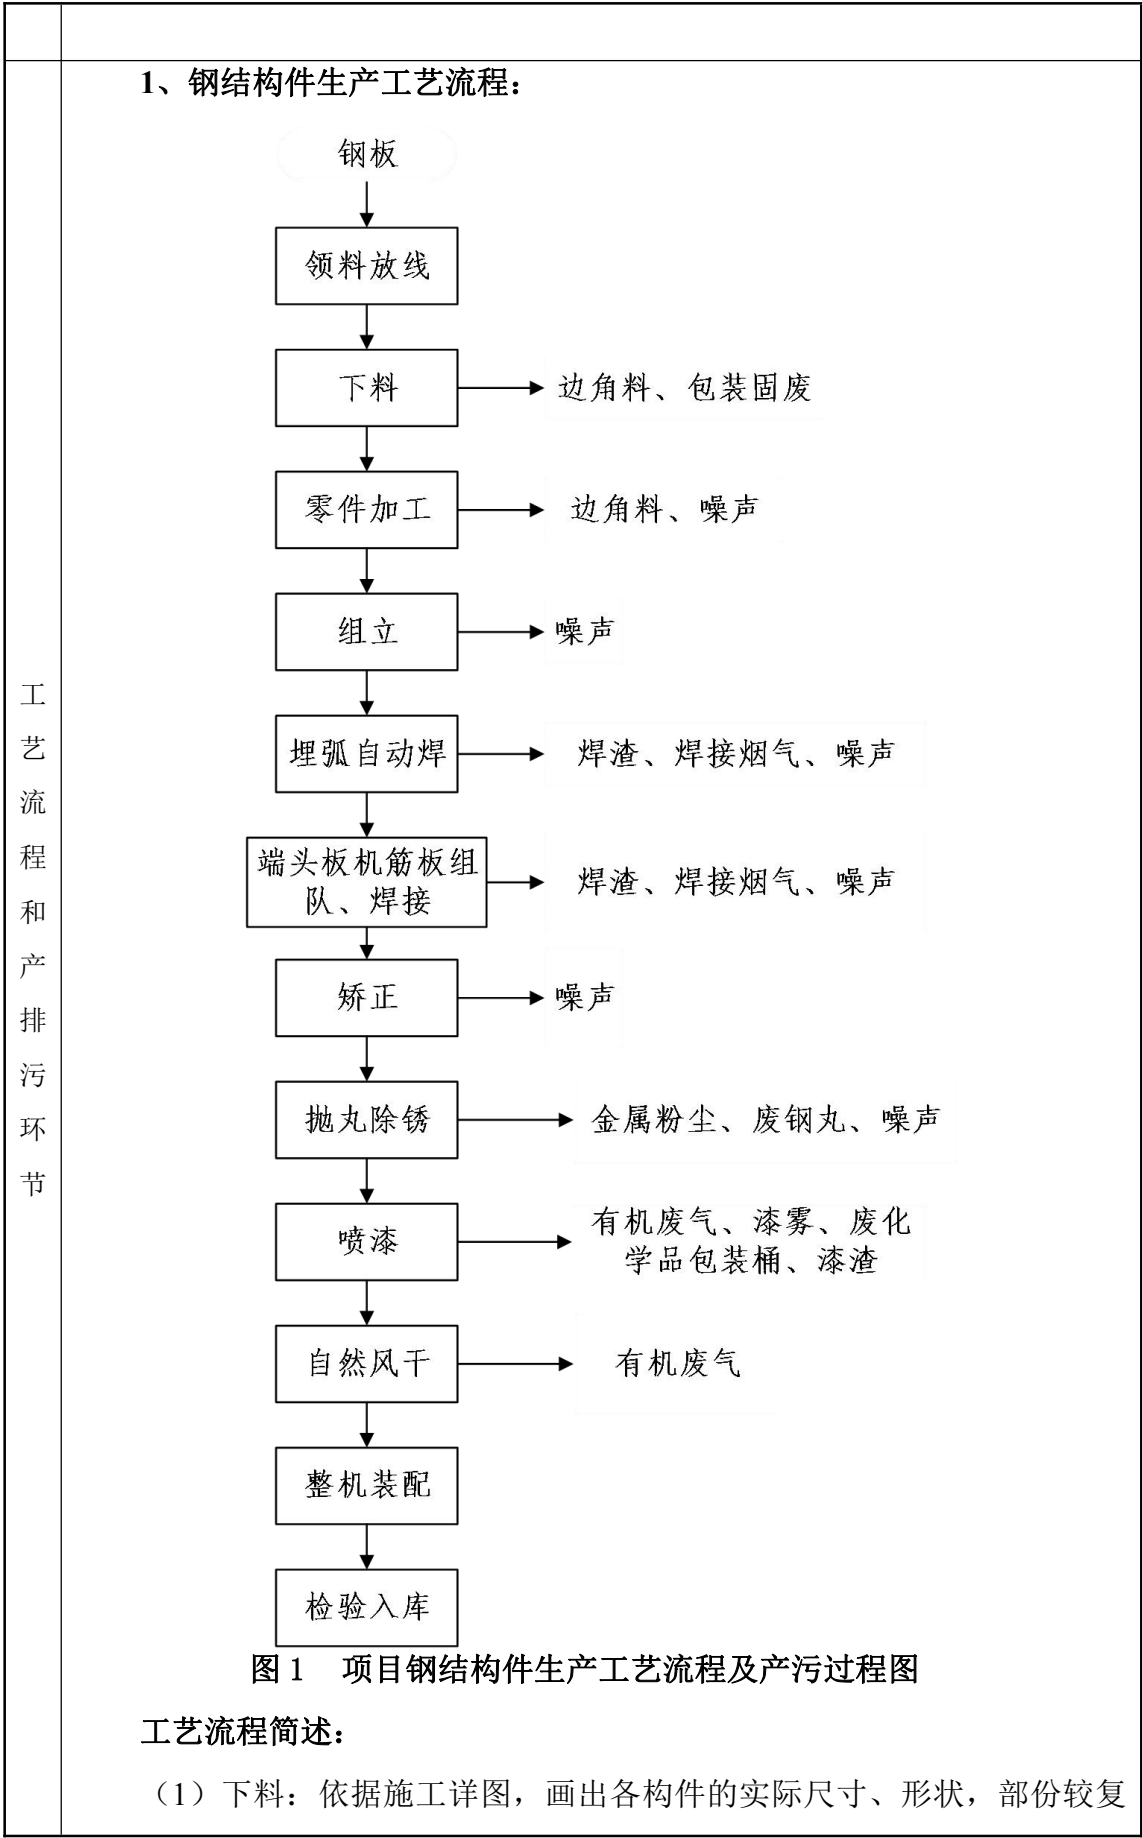 1、钢结构件生产工艺流程：
钢板
领料放线
下料
边角料、包装固废
零件加工
边角料、噪声
组立
噪声
埋弧自动焊
焊渣、焊接烟气、噪声
端头板机筋板组
队、焊接
焊渣、焊接烟气、噪声
矫正
噪声
抛丸除锈
金属粉尘、废钢丸、噪声
喷漆
有机废气、漆雾、废化
学品包装桶、漆渣
自然风干
有机废气
整机装配
检验入库
图 1 项目钢结构件生产工艺流程及产污过程图
工艺流程简述：
（1）下料：依据施工详图，画出各构件的实际尺寸、形状，部份较复
工
艺
流
程
和
产
排
污
环
节